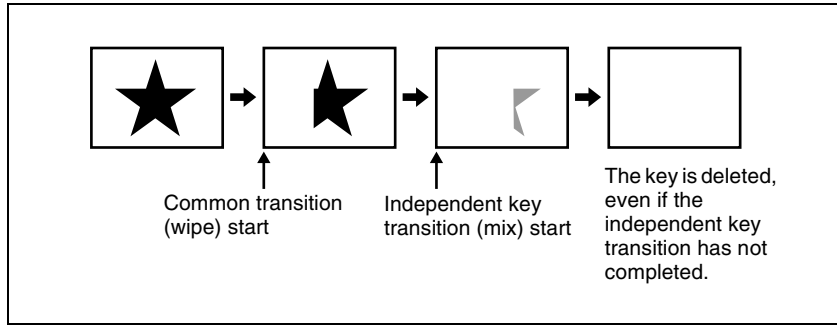 Common transition
(wipe) start
Independent key
transition (mix) start
The key is deleted,
even if the
independent key
transition has not
completed.